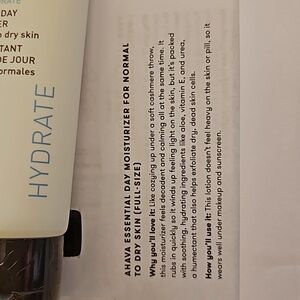 DRATE
DAY
ER
o dry skin
TANT
DE JOUR
ormales
HYDRATE
AHAVA ESSENTIAL DAY MOISTURIZER FOR NORMAL
TO DRY SKIN (FULL-SIZE)
Why you'll love it: Like cozying up under a soft cashmere throw,
this moisturizer feels decadent and calming all at the same time. It
rubs in quickly so it winds up feeling light on the skin, but it's packed
with soothing, hydrating ingredients like aloe, vitamin E, and urea,
a humectant that also helps exfoliate dry, dead skin cells.
How you'll use it: This lotion doesn't feel heavy on the skin or pill, so it
wears well under makeup and sunscreen.